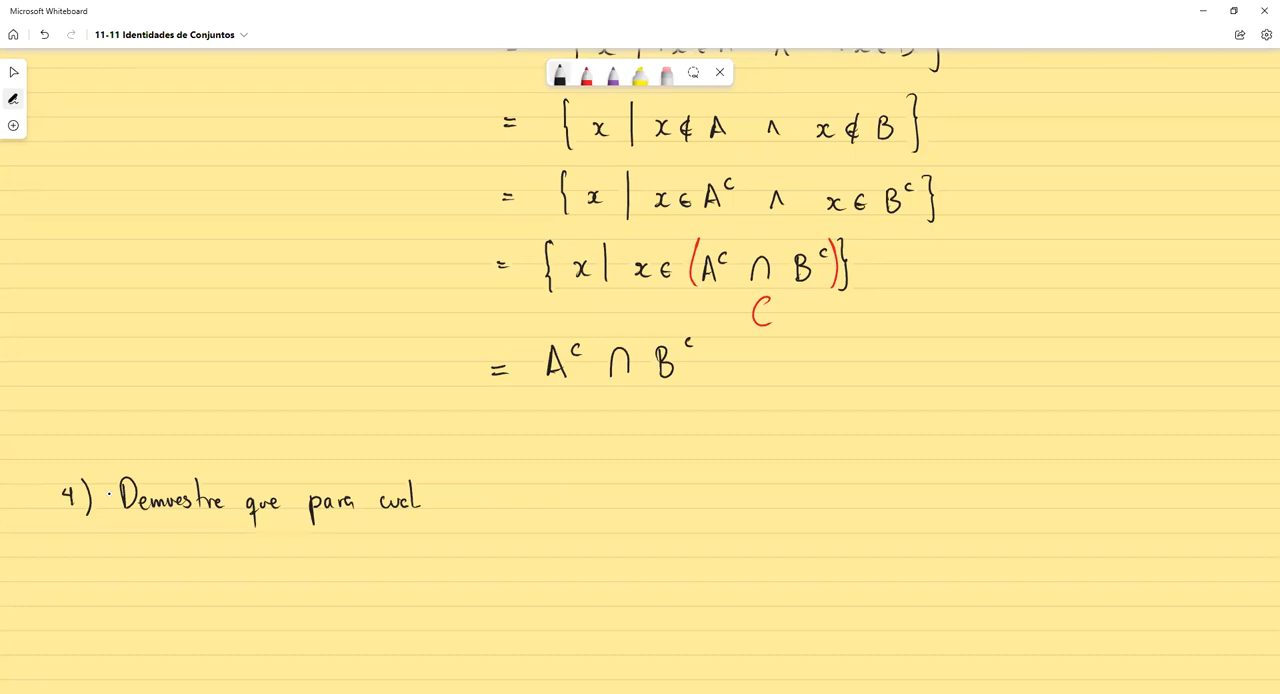 Microsoft Whiteboard
11-11 Identidades de Conjuntos
= { x | x ∉ A ∧ x ∉ B }
= { x | x ∈ Aᶜ ∧ x ∈ Bᶜ }
= { x | x ∈ (Aᶜ ∩ Bᶜ) }
C
= Aᶜ ∩ Bᶜ
4) Demuestre que para cual